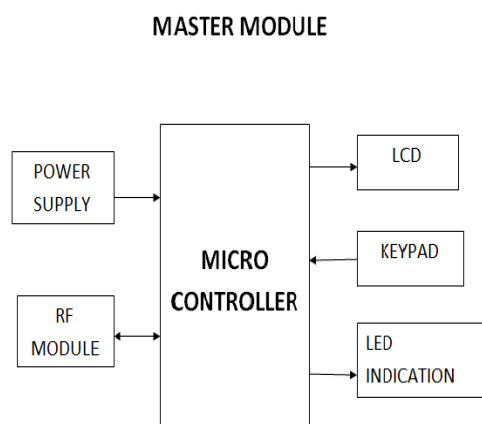 MASTER MODULE
POWER
SUPPLY
RF
MODULE
MICRO
CONTROLLER
LCD
KEYPAD
LED
INDICATION